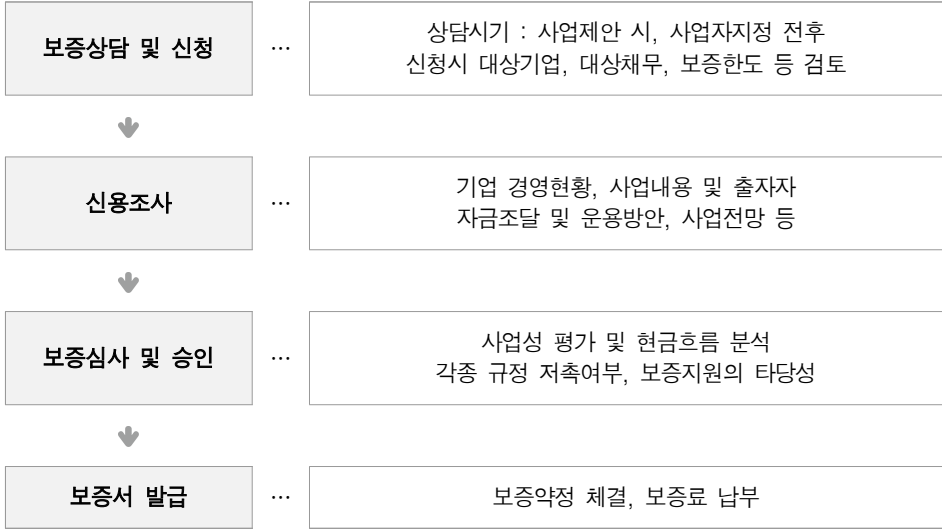 보증상담 및 신청
…
상담시기 : 사업제안 시, 사업자지정 전후
신청시 대상기업, 대상채무, 보증한도 등 검토
신용조사
…
기업 경영현황, 사업내용 및 출자자
자금조달 및 운용방안, 사업전망 등
보증심사 및 승인
…
사업성 평가 및 현금흐름 분석
각종 규정 저촉여부, 보증지원의 타당성
보증서 발급
…
보증약정 체결, 보증료 납부